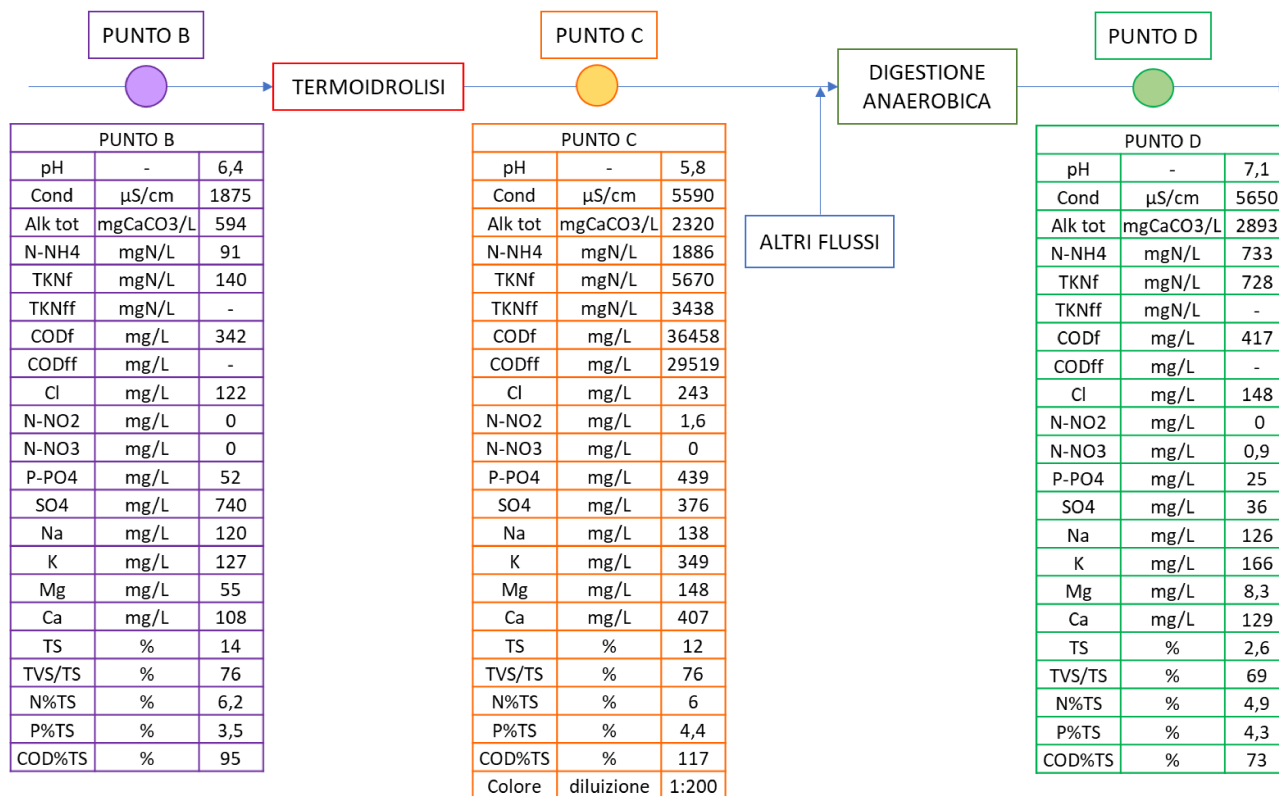 PUNTO B
PUNTO C
PUNTO D
TERMOIDROLISI
DIGESTIONE
ANAEROBICA
ALTRI FLUSSI
PUNTO B
pH - 6,4
Cond µS/cm 1875
Alk tot mgCaCO3/L 594
N-NH4 mgN/L 91
TKNf mgN/L 140
TKNff mgN/L -
CODf mg/L 342
CODff mg/L -
Cl mg/L 122
N-NO2 mg/L 0
N-NO3 mg/L 0
P-PO4 mg/L 52
SO4 mg/L 740
Na mg/L 120
K mg/L 127
Mg mg/L 55
Ca mg/L 108
TS % 14
TVS/TS % 76
N%TS % 6,2
P%TS % 3,5
COD%TS % 95
PUNTO C
pH - 5,8
Cond µS/cm 5590
Alk tot mgCaCO3/L 2320
N-NH4 mgN/L 1886
TKNf mgN/L 5670
TKNff mgN/L 3438
CODf mg/L 36458
CODff mg/L 29519
Cl mg/L 243
N-NO2 mg/L 1,6
N-NO3 mg/L 0
P-PO4 mg/L 439
SO4 mg/L 376
Na mg/L 138
K mg/L 349
Mg mg/L 148
Ca mg/L 407
TS % 12
TVS/TS % 76
N%TS % 6
P%TS % 4,4
COD%TS % 117
Colore diluizione 1:200
PUNTO D
pH - 7,1
Cond µS/cm 5650
Alk tot mgCaCO3/L 2893
N-NH4 mgN/L 733
TKNf mgN/L 728
TKNff mgN/L -
CODf mg/L 417
CODff mg/L -
Cl mg/L 148
N-NO2 mg/L 0
N-NO3 mg/L 0,9
P-PO4 mg/L 25
SO4 mg/L 36
Na mg/L 126
K mg/L 166
Mg mg/L 8,3
Ca mg/L 129
TS % 2,6
TVS/TS % 69
N%TS % 4,9
P%TS % 4,3
COD%TS % 73